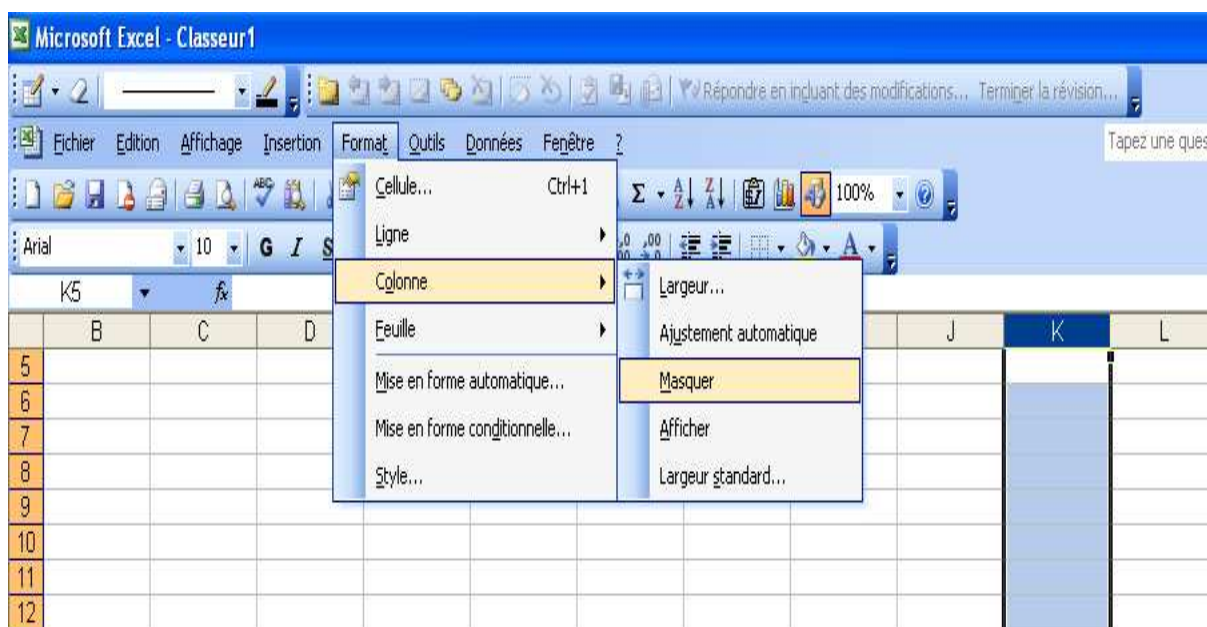 Microsoft Excel - Classeur1
Répondre en incluant des modifications... Terminer la révision...
Fichier Edition Affichage Insertion Format Outils Données Fenêtre ?
Tapez une ques
Cellule... Ctrl+1
100%
Ligne
Arial 10 G I S
Colonne
Largeur...
K5 fx
Feuille
Ajustement automatique
B C D J K L
Mise en forme automatique...
Masquer
Mise en forme conditionnelle...
Afficher
Style...
Largeur standard...
5
6
7
8
9
10
11
12